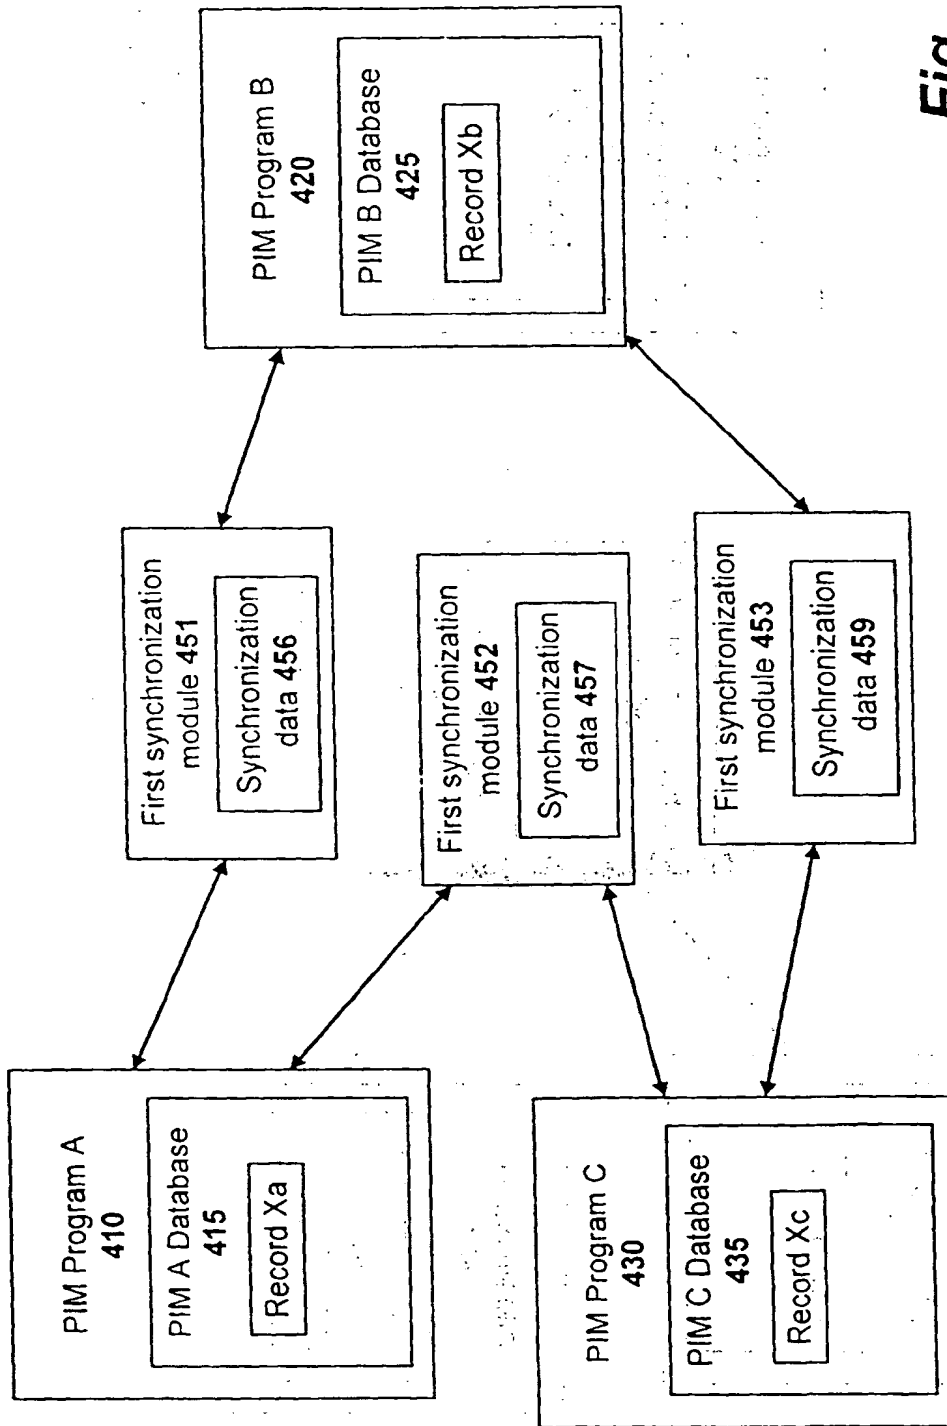 PIM Program A
410
PIM A Database
415
Record Xa
First synchronization
module 451
Synchronization
data 456
PIM Program B
420
PIM B Database
425
Record Xb
First synchronization
module 452
Synchronization
data 457
PIM Program C
430
PIM C Database
435
Record Xc
First synchronization
module 453
Synchronization
data 459
Fig